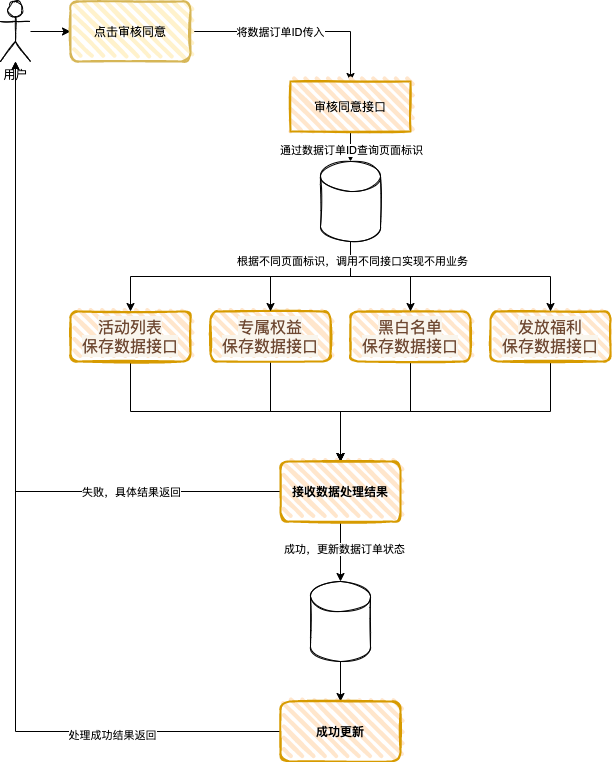 点击审核同意
用户
将数据订单ID传入
审核同意接口
通过数据订单ID查询页面标识
根据不同页面标识，调用不同接口实现不用业务
活动列表
保存数据接口
专属权益
保存数据接口
黑白名单
保存数据接口
发放福利
保存数据接口
接收数据处理结果
失败，具体结果返回
成功，更新数据订单状态
成功更新
处理成功结果返回